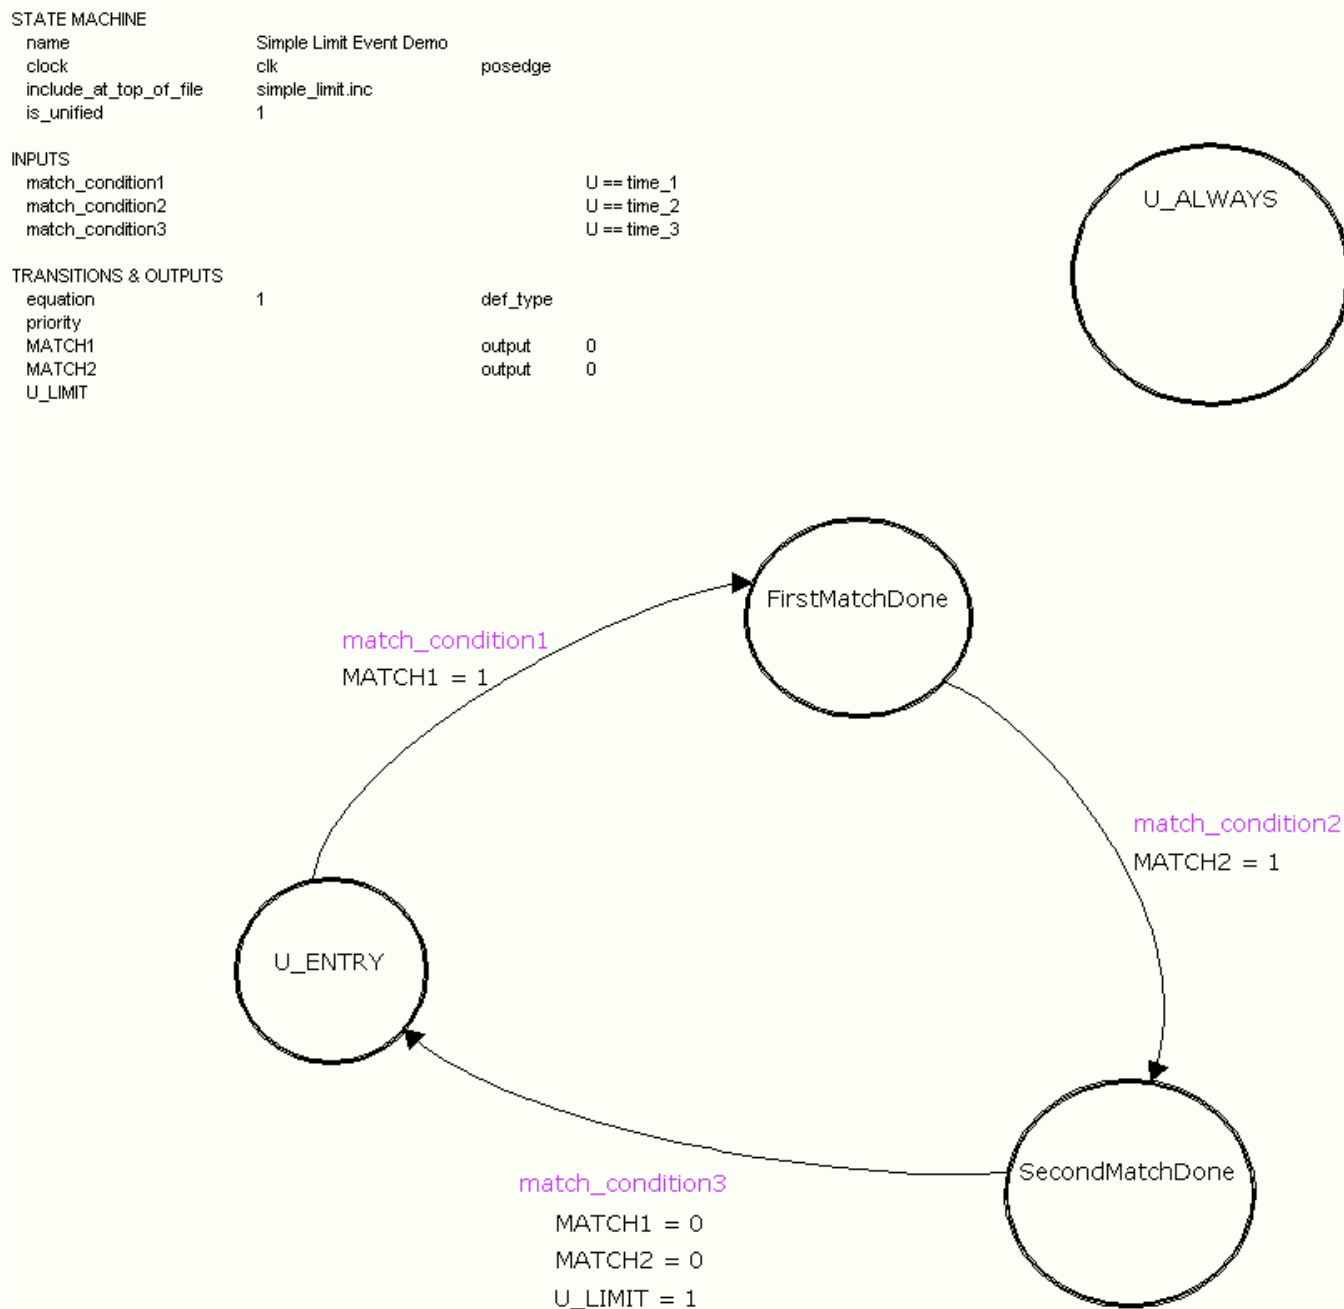 STATE MACHINE
name Simple Limit Event Demo
clock clk posedge
include_at_top_of_file simple_limit.inc
is_unified 1
INPUTS
match_condition1 U == time_1
match_condition2 U == time_2
match_condition3 U == time_3
TRANSITIONS & OUTPUTS
equation 1 def_type
priority
MATCH1 output 0
MATCH2 output 0
U_LIMIT
U_ALWAYS
FirstMatchDone
match_condition1
MATCH1 = 1
match_condition2
MATCH2 = 1
U_ENTRY
SecondMatchDone
match_condition3
MATCH1 = 0
MATCH2 = 0
U_LIMIT = 1